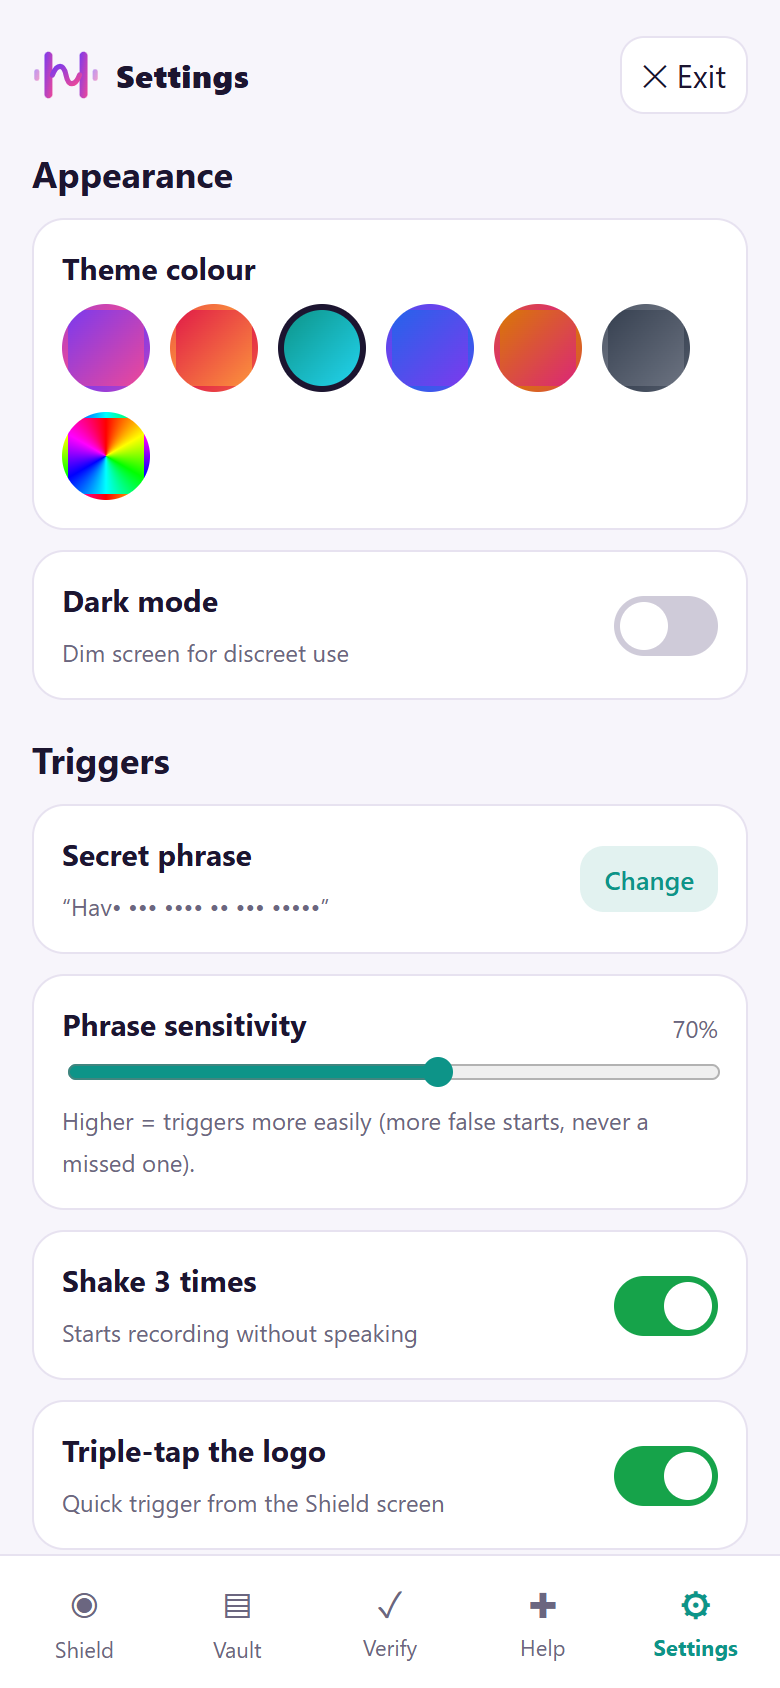 Settings
Exit
Appearance
Theme colour
Dark mode
Dim screen for discreet use
Triggers
Secret phrase
“Hav• ••• •••• •• ••• •••••”
Change
Phrase sensitivity
70%
Higher = triggers more easily (more false starts, never a
missed one).
Shake 3 times
Starts recording without speaking
Triple-tap the logo
Quick trigger from the Shield screen
Shield
Vault
Verify
Help
Settings